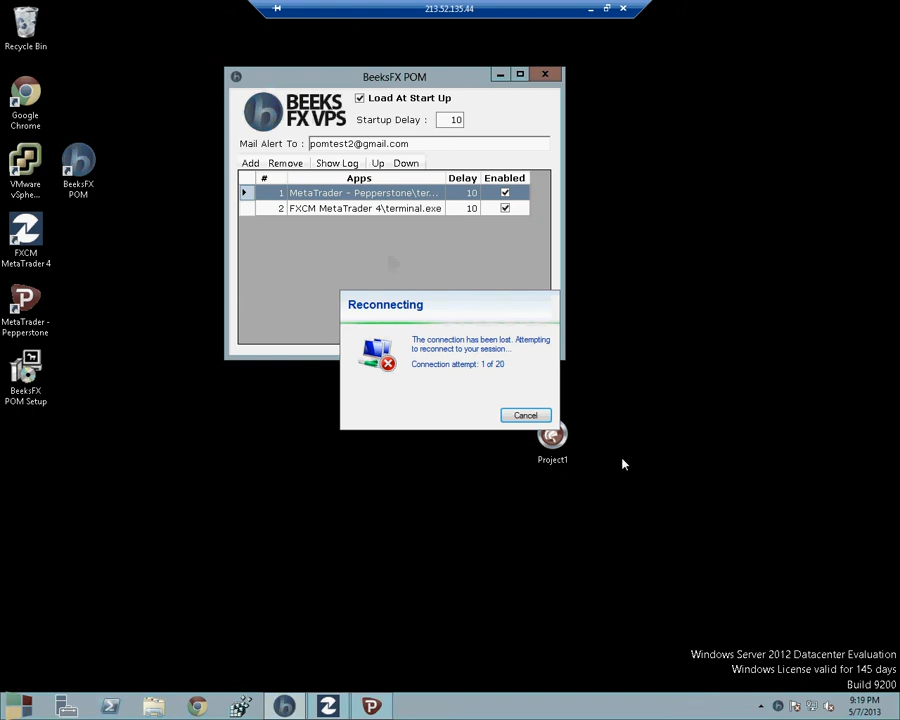 213.52.135.44
Recycle Bin
Google
Chrome
VMware
vSphe...
BeeksFX
POM
FXCM
MetaTrader 4
MetaTrader -
Pepperstone
BeeksFX
POM Setup
BeeksFX POM
BEEKS
FX VPS
Load At Start Up
Startup Delay : 10
Mail Alert To : pomtest2@gmail.com
Add Remove Show Log Up Down
# Apps Delay Enabled
1 MetaTrader - Pepperstone\ter... 10
2 FXCM MetaTrader 4\terminal.exe 10
Reconnecting
The connection has been lost. Attempting
to reconnect to your session...
Connection attempt: 1 of 20
Cancel
Project1
Windows Server 2012 Datacenter Evaluation
Windows License valid for 145 days
Build 9200
9:19 PM
5/7/2013